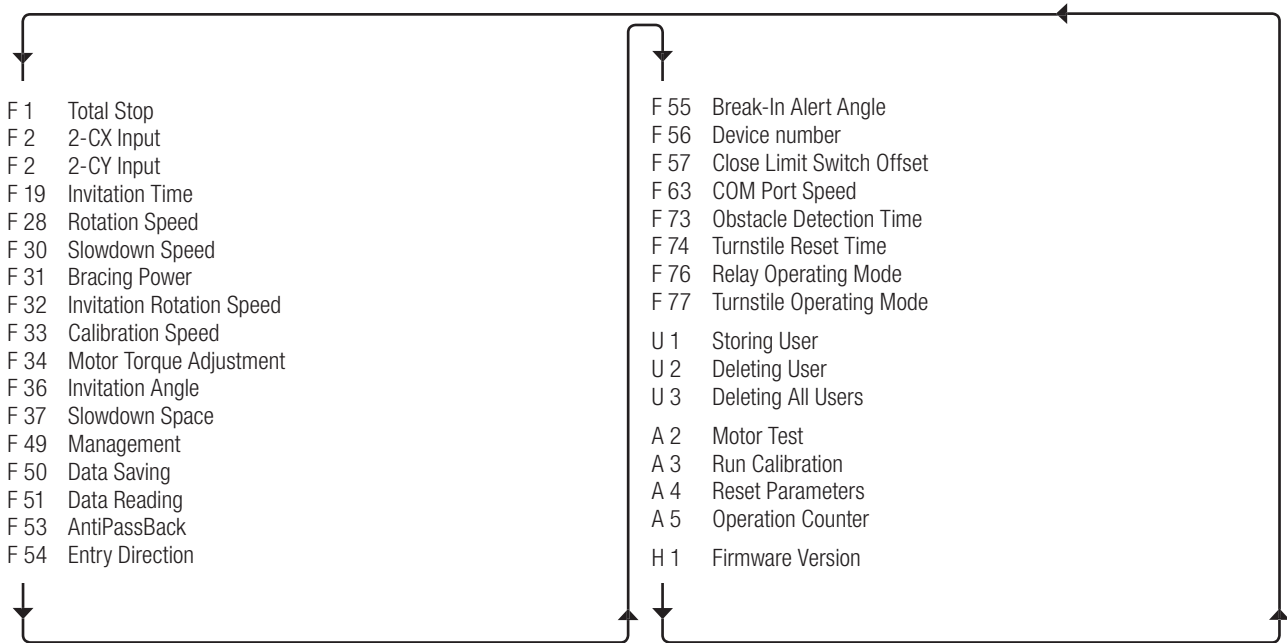 F 1 Total Stop
F 2 2-CX Input
F 2 2-CY Input
F 19 Invitation Time
F 28 Rotation Speed
F 30 Slowdown Speed
F 31 Bracing Power
F 32 Invitation Rotation Speed
F 33 Calibration Speed
F 34 Motor Torque Adjustment
F 36 Invitation Angle
F 37 Slowdown Space
F 49 Management
F 50 Data Saving
F 51 Data Reading
F 53 AntiPassBack
F 54 Entry Direction
F 55 Break-In Alert Angle
F 56 Device number
F 57 Close Limit Switch Offset
F 63 COM Port Speed
F 73 Obstacle Detection Time
F 74 Turnstile Reset Time
F 76 Relay Operating Mode
F 77 Turnstile Operating Mode
U 1 Storing User
U 2 Deleting User
U 3 Deleting All Users
A 2 Motor Test
A 3 Run Calibration
A 4 Reset Parameters
A 5 Operation Counter
H 1 Firmware Version